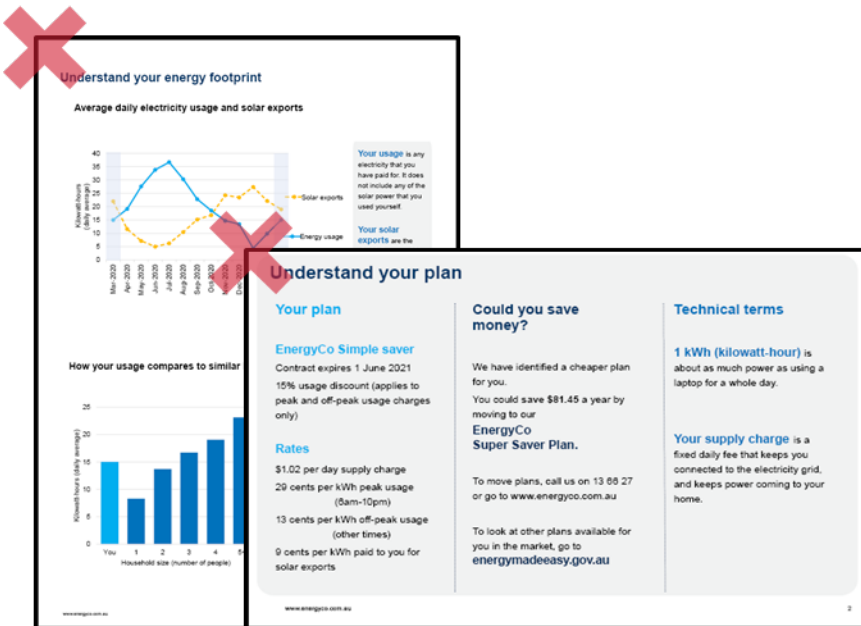 Understand your energy footprint
Average daily electricity usage and solar exports
40
35
30
25
20
15
10
5
0
Kilowatt-hours
(daily average)
Mar-2020
Apr-2020
May-2020
Jun-2020
Jul-2020
Aug-2020
Sep-2020
Solar exports
Energy usage
Your usage is any
electricity that you
have paid for. It does
not include any of the
solar power that you
used yourself.
Your solar
exports are the
How your usage compares to similar
25
20
15
10
5
0
Kilowatt-hours (daily average)
You 1 2 3 4
Household size (number of people)
www.energyco.com.au
Understand your plan
Your plan
EnergyCo Simple saver
Contract expires 1 June 2021
15% usage discount (applies to
peak and off-peak usage charges
only)
Rates
$1.02 per day supply charge
29 cents per kWh peak usage
(6am-10pm)
13 cents per kWh off-peak usage
(other times)
9 cents per kWh paid to you for
solar exports
Could you save
money?
We have identified a cheaper plan
for you.
You could save $81.45 a year by
moving to our
EnergyCo
Super Saver Plan.
To move plans, call us on 13 66 27
or go to www.energyco.com.au
To look at other plans available for
you in the market, go to
energymadeeasy.gov.au
Technical terms
1 kWh (kilowatt-hour) is
about as much power as using a
laptop for a whole day.
Your supply charge is a
fixed daily fee that keeps you
connected to the electricity grid,
and keeps power coming to your
home.
www.energyco.com.au
2